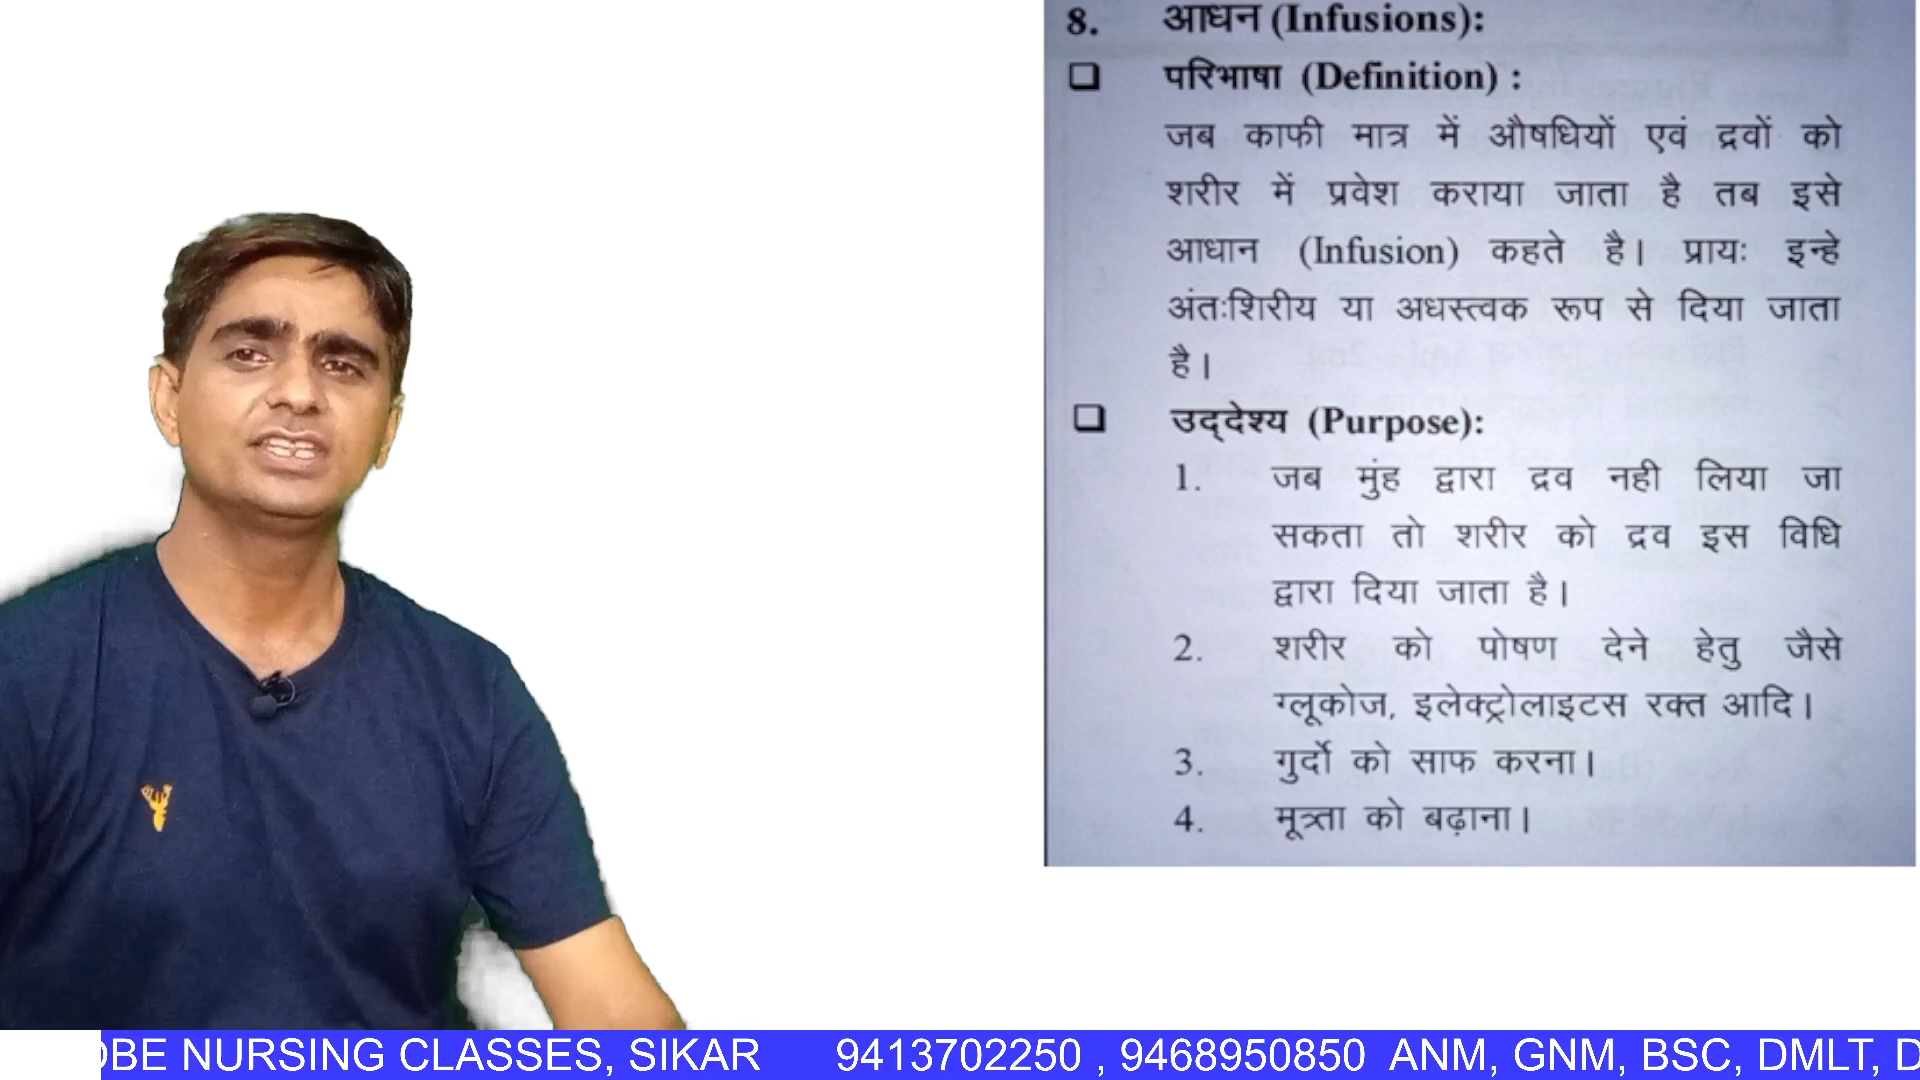 8. आधन (Infusions):
❑ परिभाषा (Definition) :
जब काफी मात्र में औषधियों एवं द्रवों को
शरीर में प्रवेश कराया जाता है तब इसे
आधान (Infusion) कहते है। प्रायः इन्हे
अंतःशिरीय या अधस्त्वक रूप से दिया जाता
है।
❑ उद्‌देश्य (Purpose):
1. जब मुंह द्वारा द्रव नही लिया जा
सकता तो शरीर को द्रव इस विधि
द्वारा दिया जाता है।
2. शरीर को पोषण देने हेतु जैसे
ग्लूकोज, इलेक्ट्रोलाइटस रक्त आदि।
3. गुर्दो को साफ करना।
4. मूत्र्ता को बढ़ाना।
OBE NURSING CLASSES, SIKAR 9413702250 , 9468950850 ANM, GNM, BSC, DMLT, D